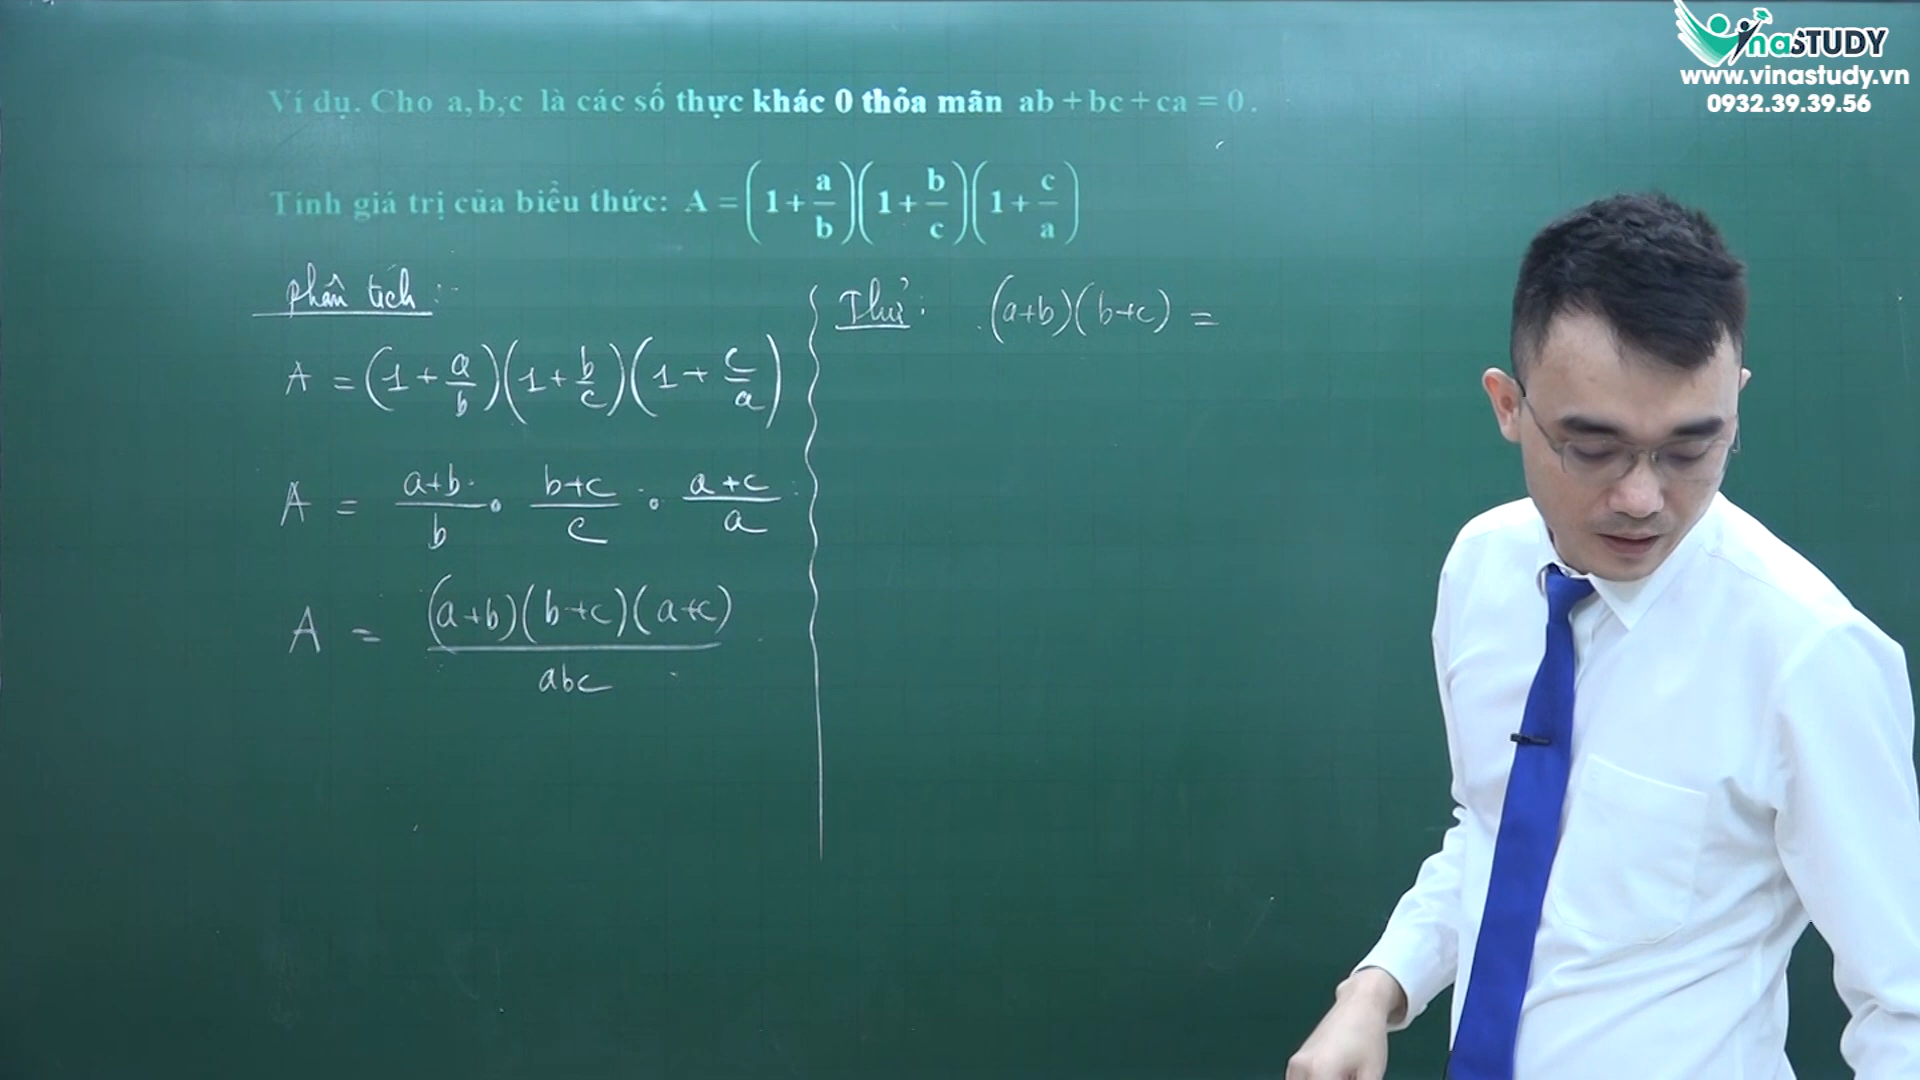 VinaSTUDY
www.vinastudy.vn
0932.39.39.56
Ví dụ. Cho a, b, c là các số thực khác 0 thỏa mãn ab + bc + ca = 0.
Tính giá trị của biểu thức: A = (1 + a/b)(1 + b/c)(1 + c/a)
Phân tích:
A = (1 + a/b)(1 + b/c)(1 + c/a)
A = a+b/b . b+c/c . a+c/a
A = (a+b)(b+c)(a+c)/abc
Thử: (a+b)(b+c) =